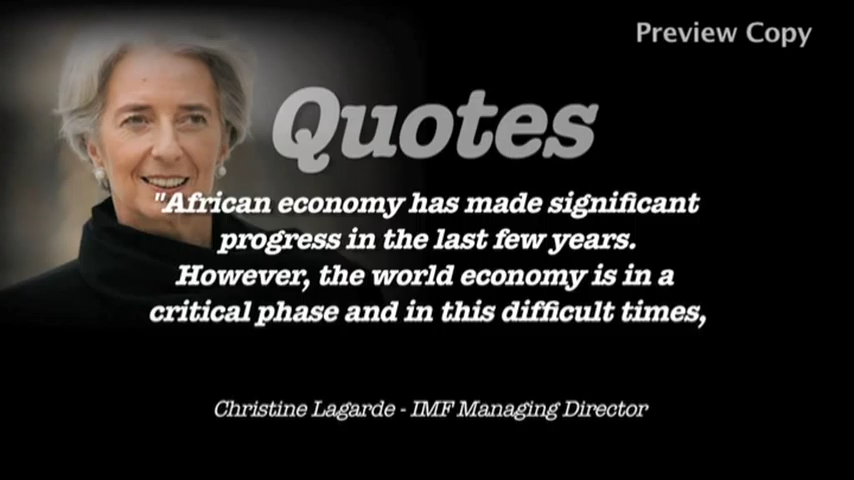 Preview Copy
Quotes
"African economy has made significant
progress in the last few years.
However, the world economy is in a
critical phase and in this difficult times,
Christine Lagarde - IMF Managing Director